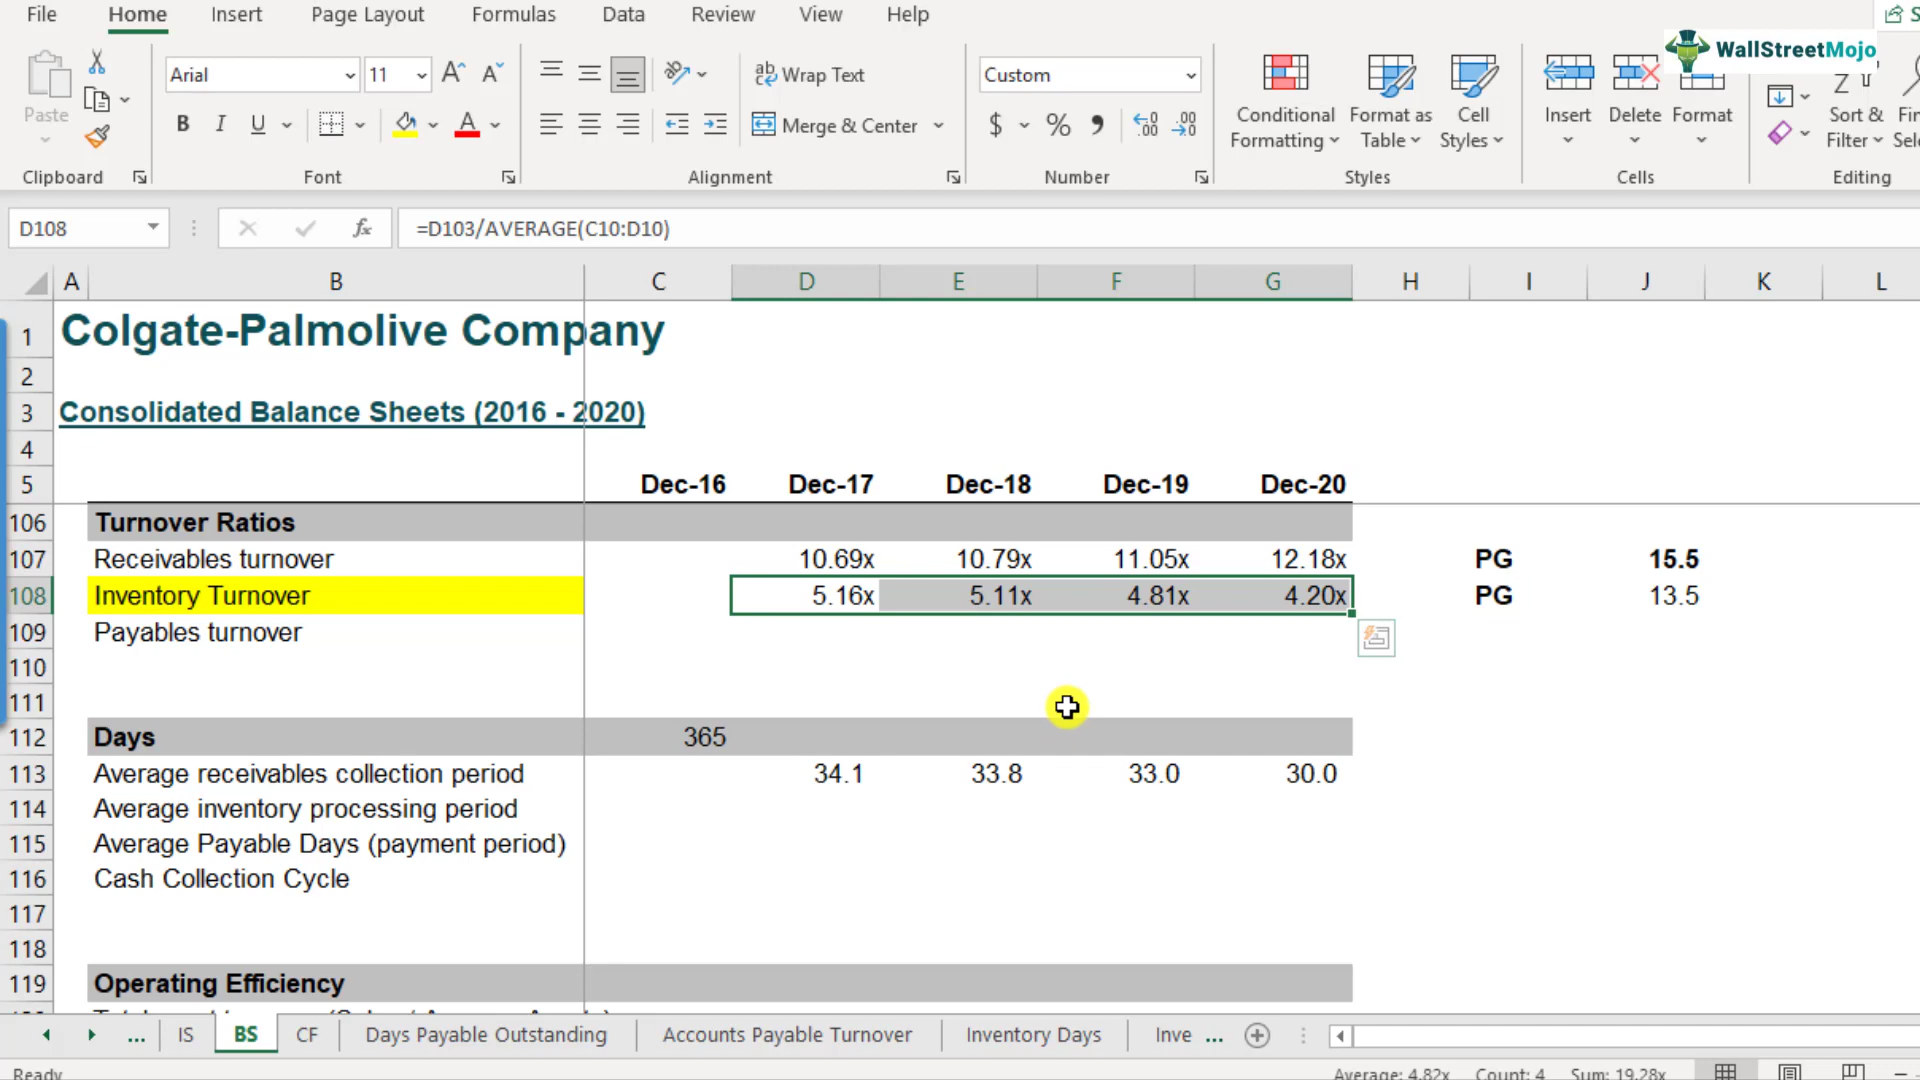 File Home Insert Page Layout Formulas Data Review View Help
WallStreetMojo
Paste
Clipboard
Arial 11
B I U A
Font
Wrap Text
Merge & Center
Alignment
Custom
$ % ,
Number
Conditional Formatting
Format as Table
Cell Styles
Styles
Insert Delete Format
Cells
Sort & Filter
Editing
D108 fx =D103/AVERAGE(C10:D10)
A B C D E F G H I J K L
1 Colgate-Palmolive Company
2
3 Consolidated Balance Sheets (2016 - 2020)
4
5 Dec-16 Dec-17 Dec-18 Dec-19 Dec-20
106 Turnover Ratios
107 Receivables turnover 10.69x 10.79x 11.05x 12.18x PG 15.5
108 Inventory Turnover 5.16x 5.11x 4.81x 4.20x PG 13.5
109 Payables turnover
110
111
112 Days 365
113 Average receivables collection period 34.1 33.8 33.0 30.0
114 Average inventory processing period
115 Average Payable Days (payment period)
116 Cash Collection Cycle
117
118
119 Operating Efficiency
... IS BS CF Days Payable Outstanding Accounts Payable Turnover Inventory Days Inve ...
Ready Average: 4.82x Count: 4 Sum: 19.28x